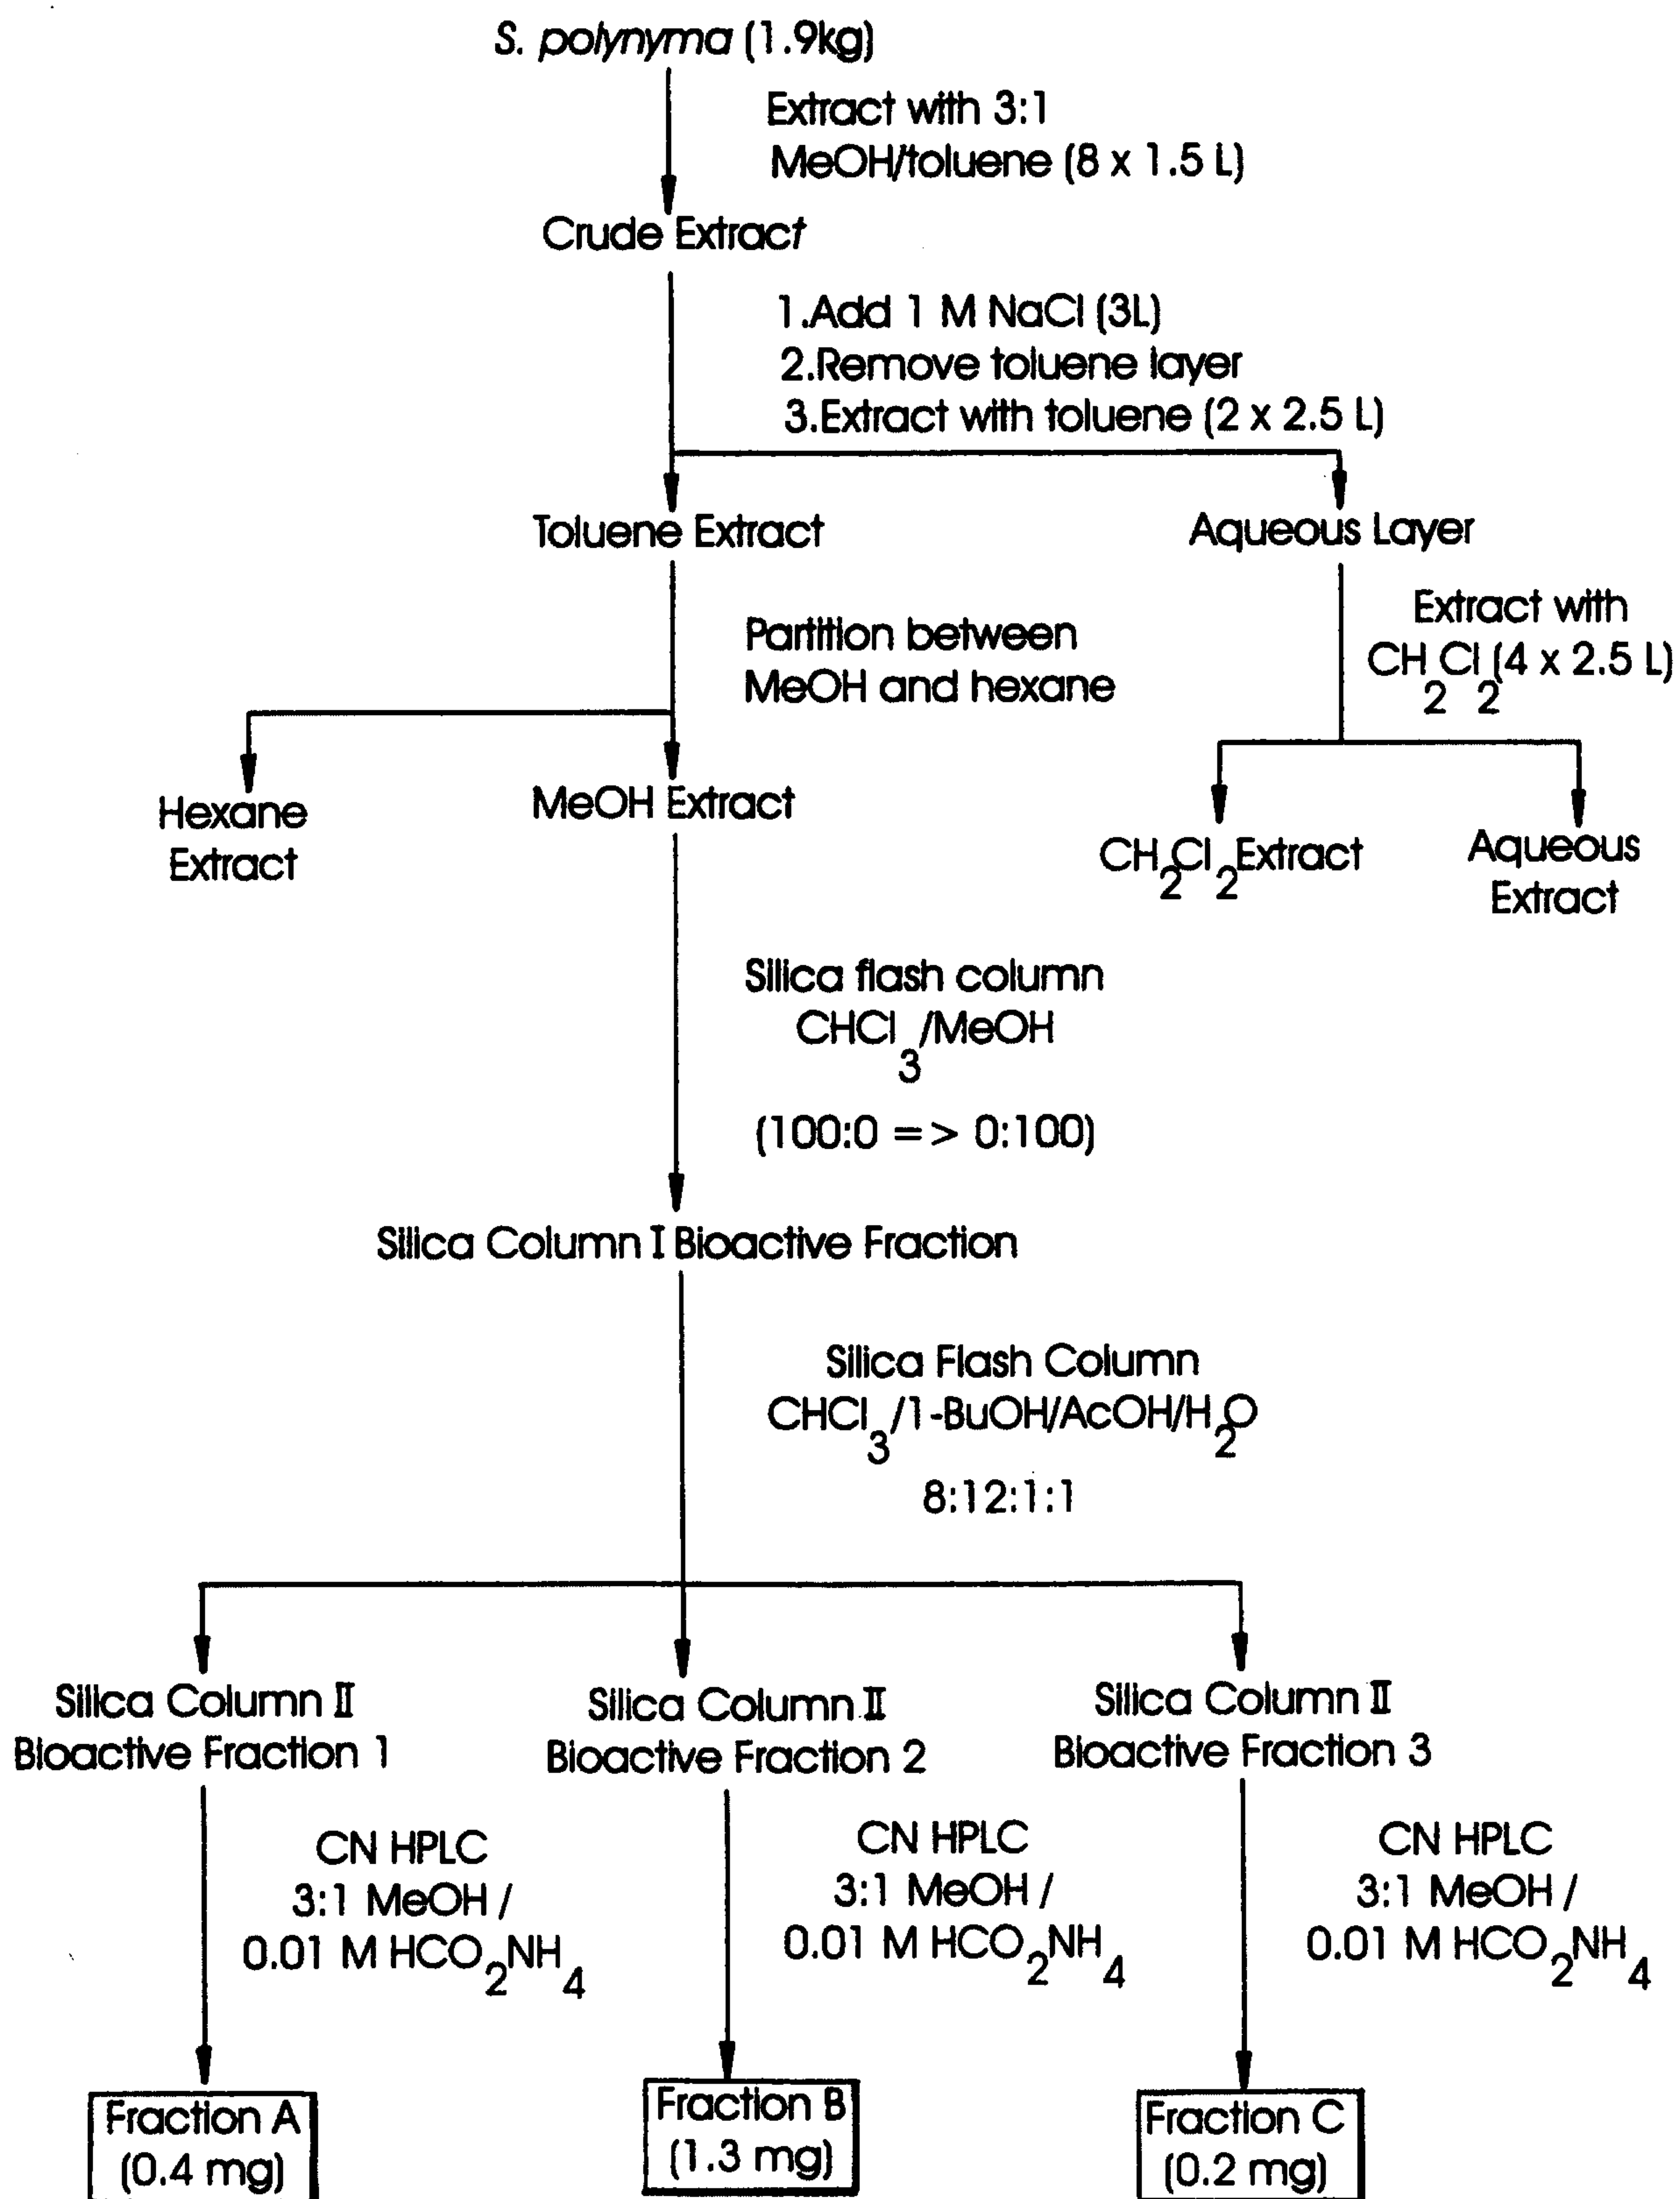 S. polynyma (1.9kg)
Extract with 3:1
MeOH/toluene (8 x 1.5 L)
Crude Extract
1.Add 1 M NaCl (3L)
2.Remove toluene layer
3.Extract with toluene (2 x 2.5 L)
Toluene Extract
Aqueous Layer
Partition between
MeOH and hexane
Extract with
CH2Cl2(4 x 2.5 L)
Hexane
Extract
MeOH Extract
CH2Cl2Extract
Aqueous
Extract
Silica flash column
CHCl3/MeOH
(100:0 = > 0:100)
Silica Column I Bioactive Fraction
Silica Flash Column
CHCl3/1-BuOH/AcOH/H2O
8:12:1:1
Silica Column II
Bioactive Fraction 1
Silica Column II
Bioactive Fraction 2
Silica Column II
Bioactive Fraction 3
CN HPLC
3:1 MeOH /
0.01 M HCO2NH4
CN HPLC
3:1 MeOH /
0.01 M HCO2NH4
CN HPLC
3:1 MeOH /
0.01 M HCO2NH4
Fraction A
(0.4 mg)
Fraction B
(1.3 mg)
Fraction C
(0.2 mg)